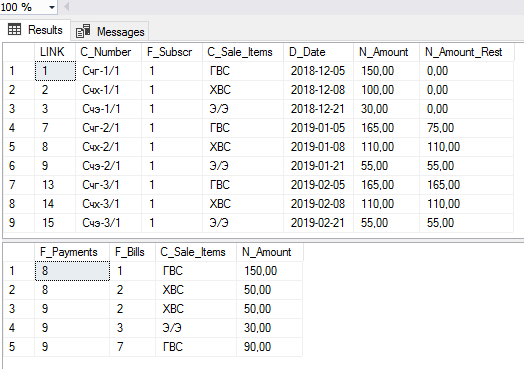 100 %
Results Messages
LINK C_Number F_Subscr C_Sale_Items D_Date N_Amount N_Amount_Rest
1 1 Счг-1/1 1 ГВС 2018-12-05 150,00 0,00
2 2 Счх-1/1 1 ХВС 2018-12-08 100,00 0,00
3 3 Счэ-1/1 1 Э/Э 2018-12-21 30,00 0,00
4 7 Счг-2/1 1 ГВС 2019-01-05 165,00 75,00
5 8 Счх-2/1 1 ХВС 2019-01-08 110,00 110,00
6 9 Счэ-2/1 1 Э/Э 2019-01-21 55,00 55,00
7 13 Счг-3/1 1 ГВС 2019-02-05 165,00 165,00
8 14 Счх-3/1 1 ХВС 2019-02-08 110,00 110,00
9 15 Счэ-3/1 1 Э/Э 2019-02-21 55,00 55,00
F_Payments F_Bills C_Sale_Items N_Amount
1 8 1 ГВС 150,00
2 8 2 ХВС 50,00
3 9 2 ХВС 50,00
4 9 3 Э/Э 30,00
5 9 7 ГВС 90,00